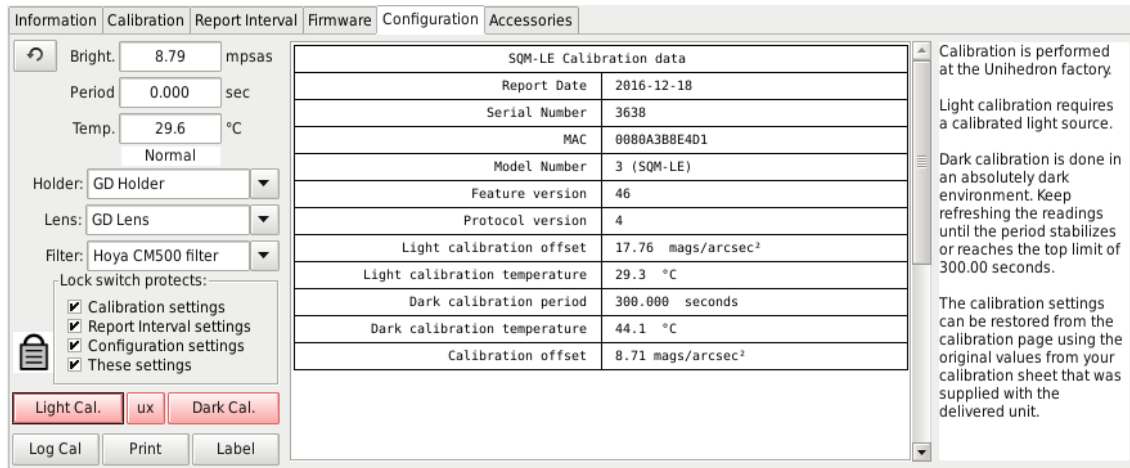 Information Calibration Report Interval Firmware Configuration Accessories
Bright. 8.79 mpsas
Period 0.000 sec
Temp. 29.6 °C
Normal
Holder: GD Holder
Lens: GD Lens
Filter: Hoya CM500 filter
Lock switch protects:
Calibration settings
Report Interval settings
Configuration settings
These settings
Light Cal. ux Dark Cal.
Log Cal Print Label
SQM-LE Calibration data
Report Date 2016-12-18
Serial Number 3638
MAC 0080A3B8E4D1
Model Number 3 (SQM-LE)
Feature version 46
Protocol version 4
Light calibration offset 17.76 mags/arcsec²
Light calibration temperature 29.3 °C
Dark calibration period 300.000 seconds
Dark calibration temperature 44.1 °C
Calibration offset 8.71 mags/arcsec²
Calibration is performed
at the Unihedron factory.
Light calibration requires
a calibrated light source.
Dark calibration is done in
an absolutely dark
environment. Keep
refreshing the readings
until the period stabilizes
or reaches the top limit of
300.00 seconds.
The calibration settings
can be restored from the
calibration page using the
original values from your
calibration sheet that was
supplied with the
delivered unit.